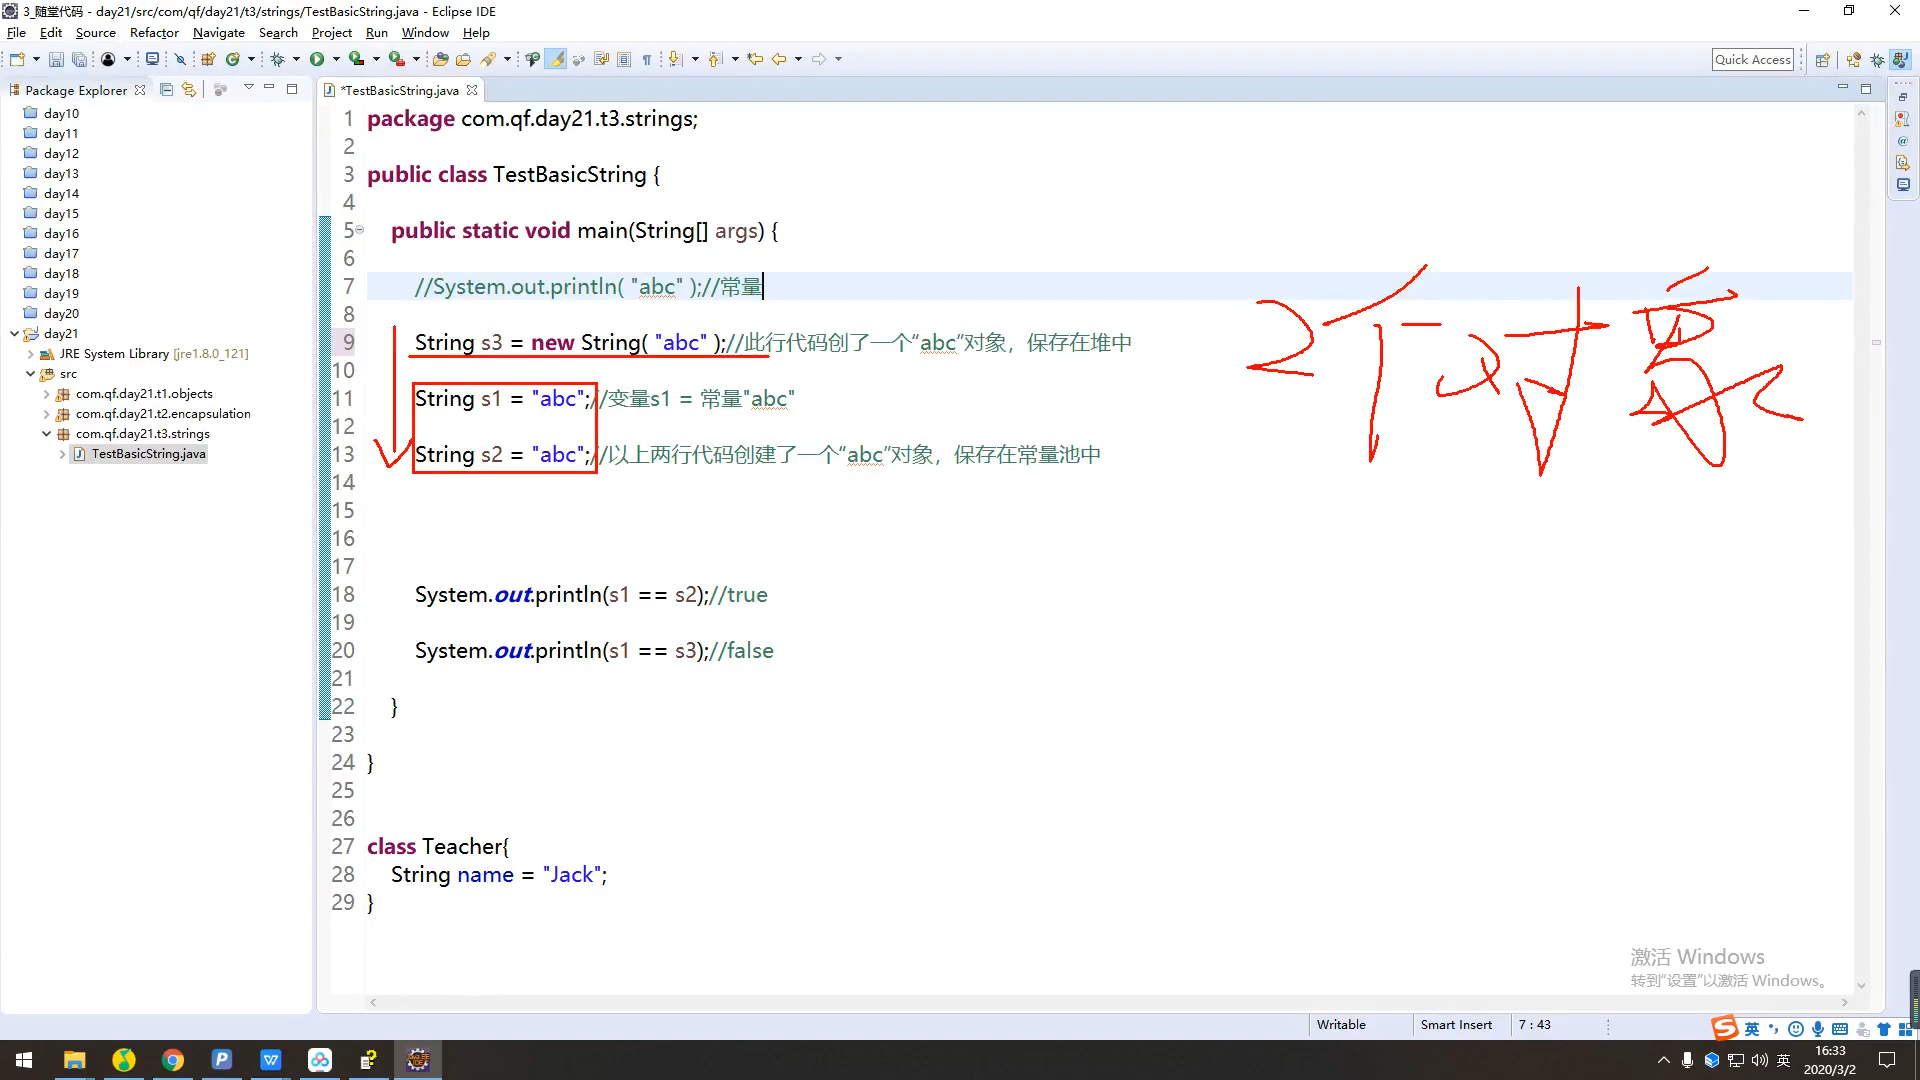 3_随堂代码 - day21/src/com/qf/day21/t3/strings/TestBasicString.java - Eclipse IDE
File Edit Source Refactor Navigate Search Project Run Window Help
Quick Access
Package Explorer
*TestBasicString.java
day10
day11
day12
day13
day14
day15
day16
day17
day18
day19
day20
day21
JRE System Library [jre1.8.0_121]
src
com.qf.day21.t1.objects
com.qf.day21.t2.encapsulation
com.qf.day21.t3.strings
TestBasicString.java
1 package com.qf.day21.t3.strings;
2
3 public class TestBasicString {
4
5 public static void main(String[] args) {
6
7 //System.out.println( "abc" );//常量
8
9 String s3 = new String( "abc" );//此行代码创了一个“abc”对象，保存在堆中
10
11 String s1 = "abc";//变量s1 = 常量"abc"
12
13 String s2 = "abc";//以上两行代码创建了一个“abc”对象，保存在常量池中
14
15
16
17
18 System.out.println(s1 == s2);//true
19
20 System.out.println(s1 == s3);//false
21
22 }
23
24 }
25
26
27 class Teacher{
28 String name = "Jack";
29 }
2个对象
激活 Windows
转到“设置”以激活 Windows。
Writable Smart Insert 7 : 43
英
英
16:33
2020/3/2